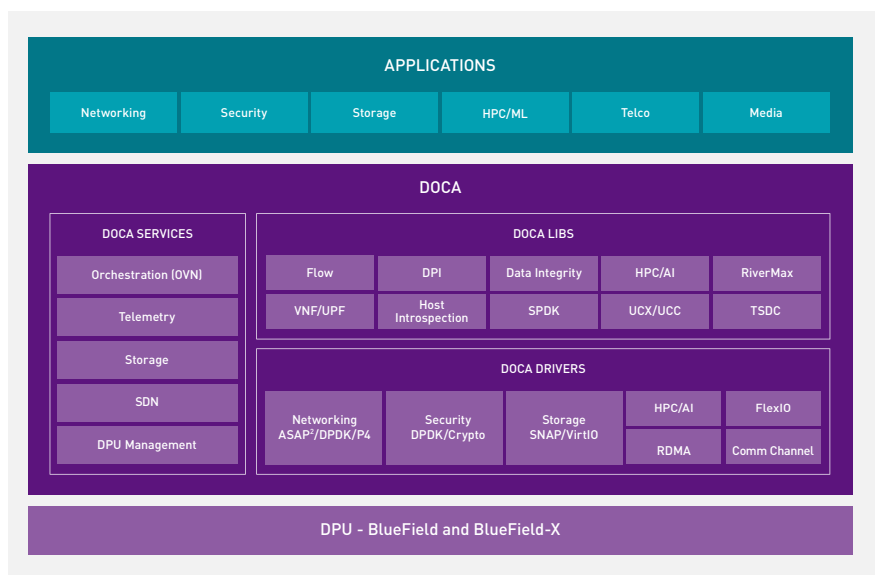 APPLICATIONS
Networking
Security
Storage
HPC/ML
Telco
Media
DOCA
DOCA SERVICES
Orchestration (OVN)
Telemetry
Storage
SDN
DPU Management
DOCA LIBS
Flow
DPI
Data Integrity
HPC/AI
RiverMax
VNF/UPF
Host
Introspection
SPDK
UCX/UCC
TSDC
DOCA DRIVERS
Networking
ASAP²/DPDK/P4
Security
DPDK/Crypto
Storage
SNAP/VirtIO
HPC/AI
FlexIO
RDMA
Comm Channel
DPU - BlueField and BlueField-X